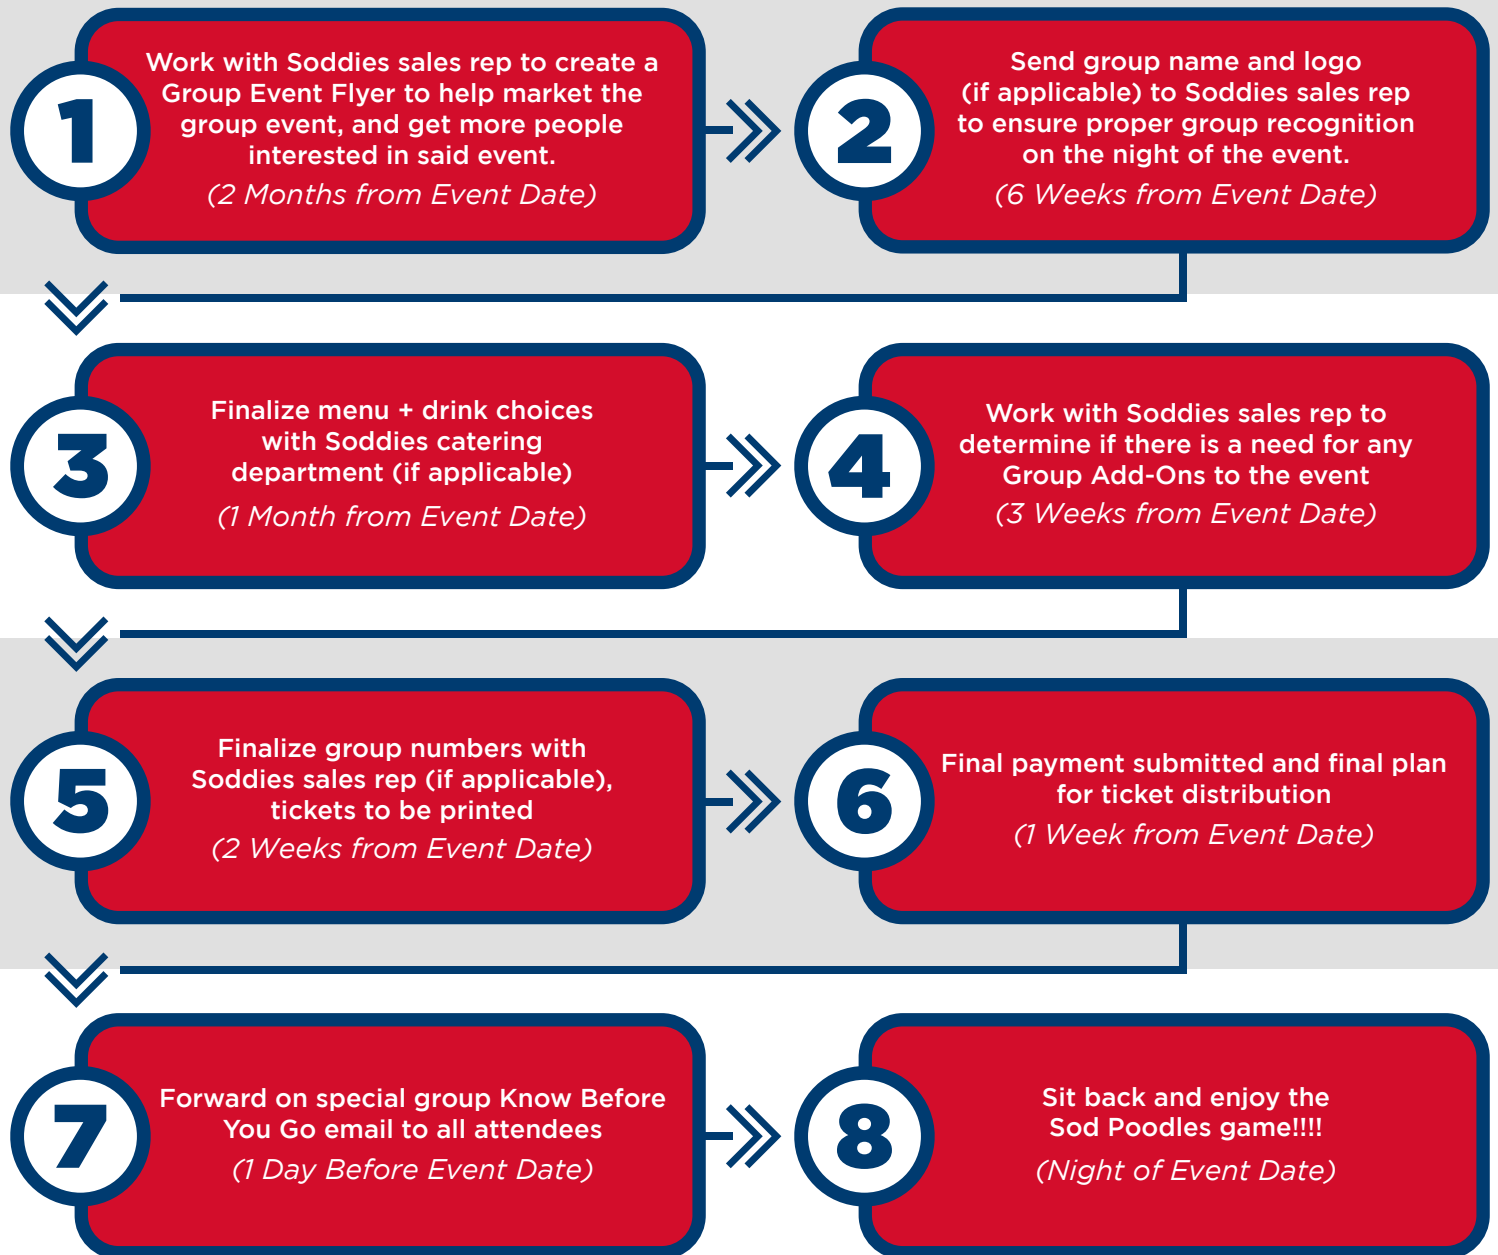 1
Work with Soddies sales rep to create a
Group Event Flyer to help market the
group event, and get more people
interested in said event.
(2 Months from Event Date)
2
Send group name and logo
(if applicable) to Soddies sales rep
to ensure proper group recognition
on the night of the event.
(6 Weeks from Event Date)
3
Finalize menu + drink choices
with Soddies catering
department (if applicable)
(1 Month from Event Date)
4
Work with Soddies sales rep to
determine if there is a need for any
Group Add-Ons to the event
(3 Weeks from Event Date)
5
Finalize group numbers with
Soddies sales rep (if applicable),
tickets to be printed
(2 Weeks from Event Date)
6
Final payment submitted and final plan
for ticket distribution
(1 Week from Event Date)
7
Forward on special group Know Before
You Go email to all attendees
(1 Day Before Event Date)
8
Sit back and enjoy the
Sod Poodles game!!!!
(Night of Event Date)